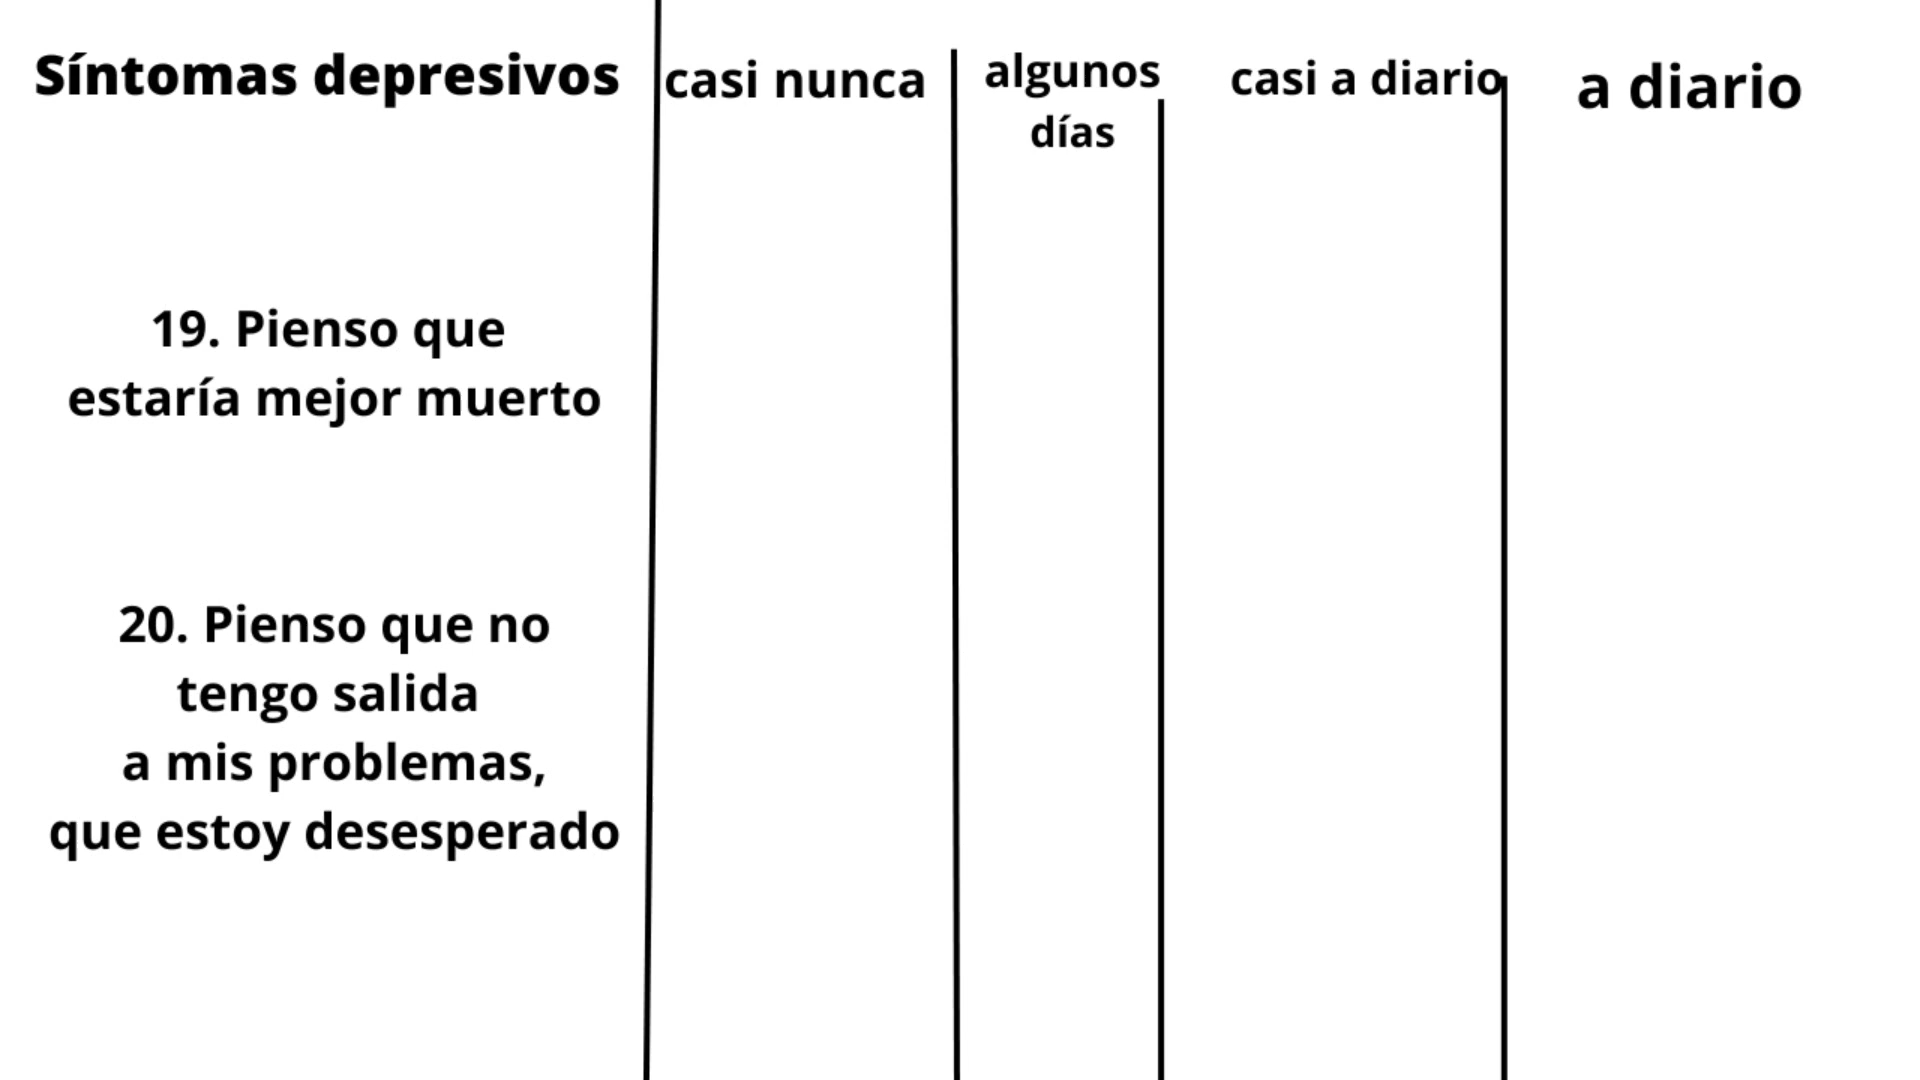 Síntomas depresivos
casi nunca
algunos
días
casi a diario
a diario
19. Pienso que
estaría mejor muerto
20. Pienso que no
tengo salida
a mis problemas,
que estoy desesperado